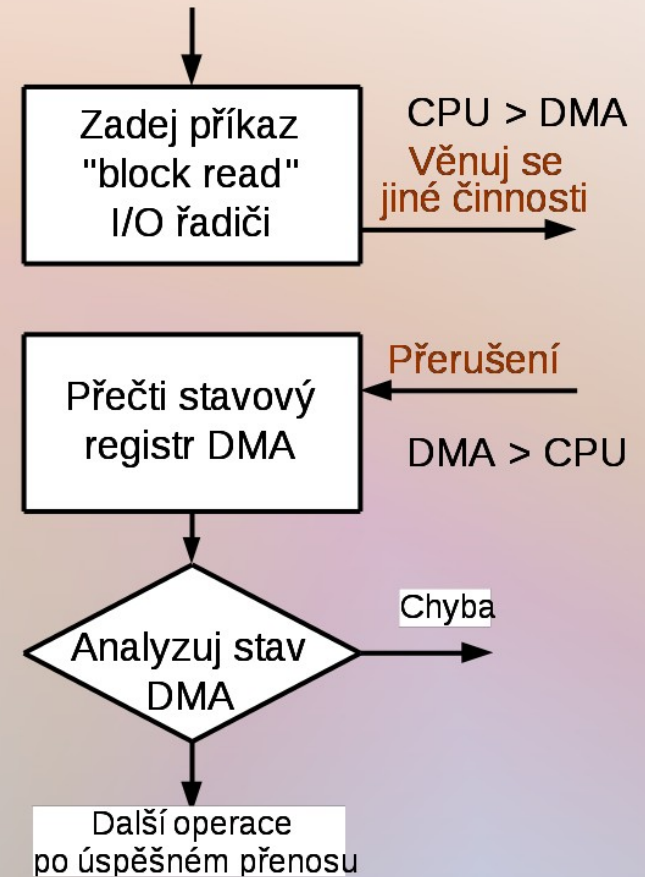 Zadej příkaz
"block read"
I/O řadiči
CPU > DMA
Věnuj se
jiné činnosti
Přečti stavový
registr DMA
Přerušení
DMA > CPU
Analyzuj stav
DMA
Chyba
Další operace
po úspěšném přenosu